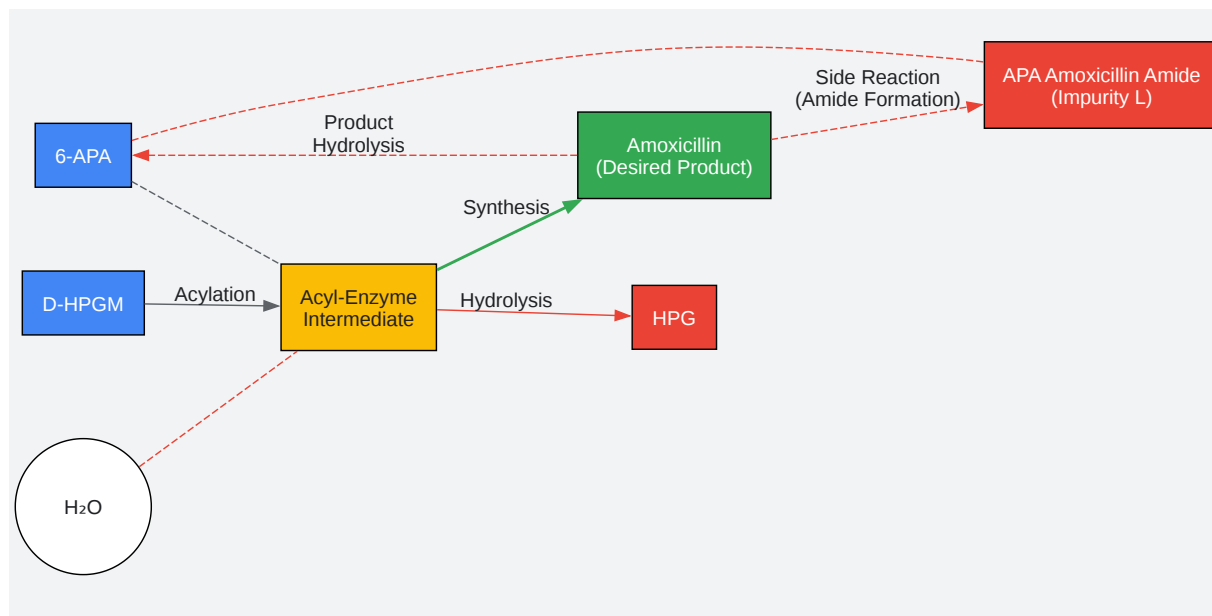 APA Amoxicillin Amide
(Impurity L)
Side Reaction
(Amide Formation)
Product
Hydrolysis
Amoxicillin
(Desired Product)
6-APA
Synthesis
D-HPGM
Acylation
Acyl-Enzyme
Intermediate
Hydrolysis
HPG
H₂O